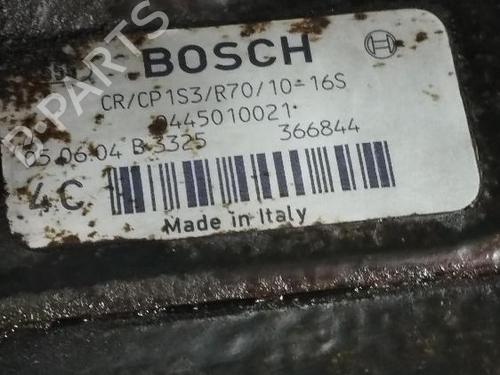 BOSCH
CR/CP1S3/R70/10-16S
0445010021
05.06.04 B 3325 366844
4C
Made in Italy
B-PARTS